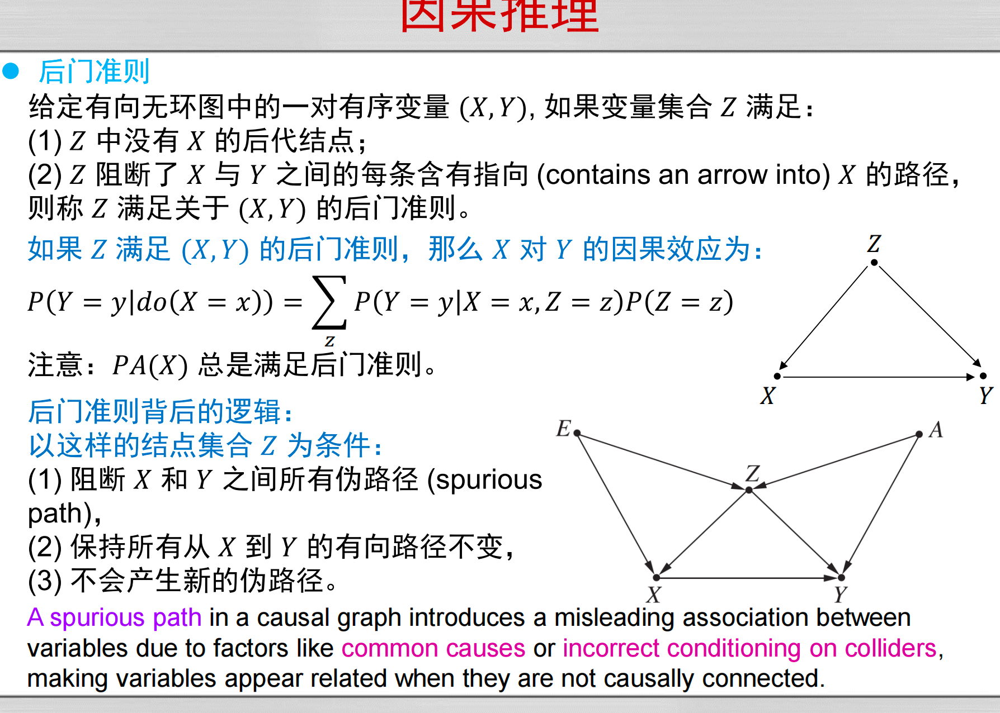 因果推理
● 后门准则
给定有向无环图中的一对有序变量 (X, Y), 如果变量集合 Z 满足：
(1) Z 中没有 X 的后代结点；
(2) Z 阻断了 X 与 Y 之间的每条含有指向 (contains an arrow into) X 的路径，
则称 Z 满足关于 (X, Y) 的后门准则。
如果 Z 满足 (X, Y) 的后门准则，那么 X 对 Y 的因果效应为：
P(Y = y|do(X = x)) = ∑ P(Y = y|X = x, Z = z)P(Z = z)
z
注意：PA(X) 总是满足后门准则。
Z
X
Y
后门准则背后的逻辑：
以这样的结点集合 Z 为条件：
(1) 阻断 X 和 Y 之间所有伪路径 (spurious
path)，
(2) 保持所有从 X 到 Y 的有向路径不变，
(3) 不会产生新的伪路径。
E
A
Z
X
Y
A spurious path in a causal graph introduces a misleading association between
variables due to factors like common causes or incorrect conditioning on colliders,
making variables appear related when they are not causally connected.